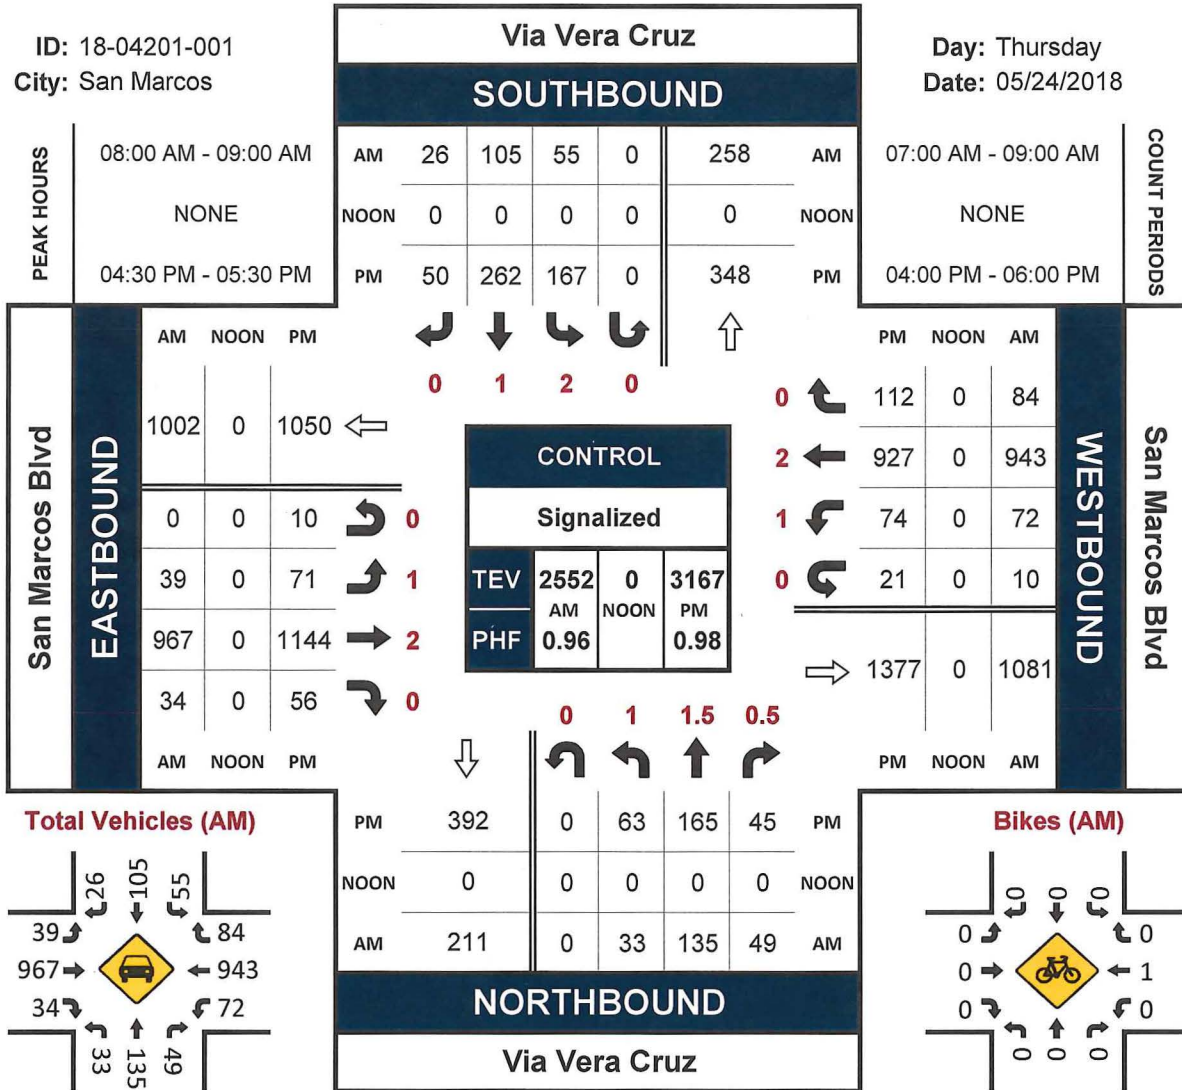 ID: 18-04201-001
City: San Marcos
Via Vera Cruz
SOUTHBOUND
Day: Thursday
Date: 05/24/2018
PEAK HOURS
08:00 AM - 09:00 AM
NONE
04:30 PM - 05:30 PM
AM 26 105 55 0 258 AM
NOON 0 0 0 0 0 NOON
PM 50 262 167 0 348 PM
0 1 2 0
COUNT PERIODS
07:00 AM - 09:00 AM
NONE
04:00 PM - 06:00 PM
San Marcos Blvd
EASTBOUND
AM NOON PM
1002 0 1050
0 0 10 0
39 0 71 1
967 0 1144 2
34 0 56 0
AM NOON PM
CONTROL
Signalized
TEV 2552 0 3167
AM NOON PM
PHF 0.96 0.98
PM NOON AM
0 112 0 84
2 927 0 943
1 74 0 72
0 21 0 10
1377 0 1081
PM NOON AM
WESTBOUND
San Marcos Blvd
0 1 1.5 0.5
PM 392 0 63 165 45 PM
NOON 0 0 0 0 0 NOON
AM 211 0 33 135 49 AM
NORTHBOUND
Via Vera Cruz
Total Vehicles (AM)
26 105 55
39 84
967 943
34 72
33 135 49
Bikes (AM)
0 0 0
0 0
0 1
0 0
0 0 0